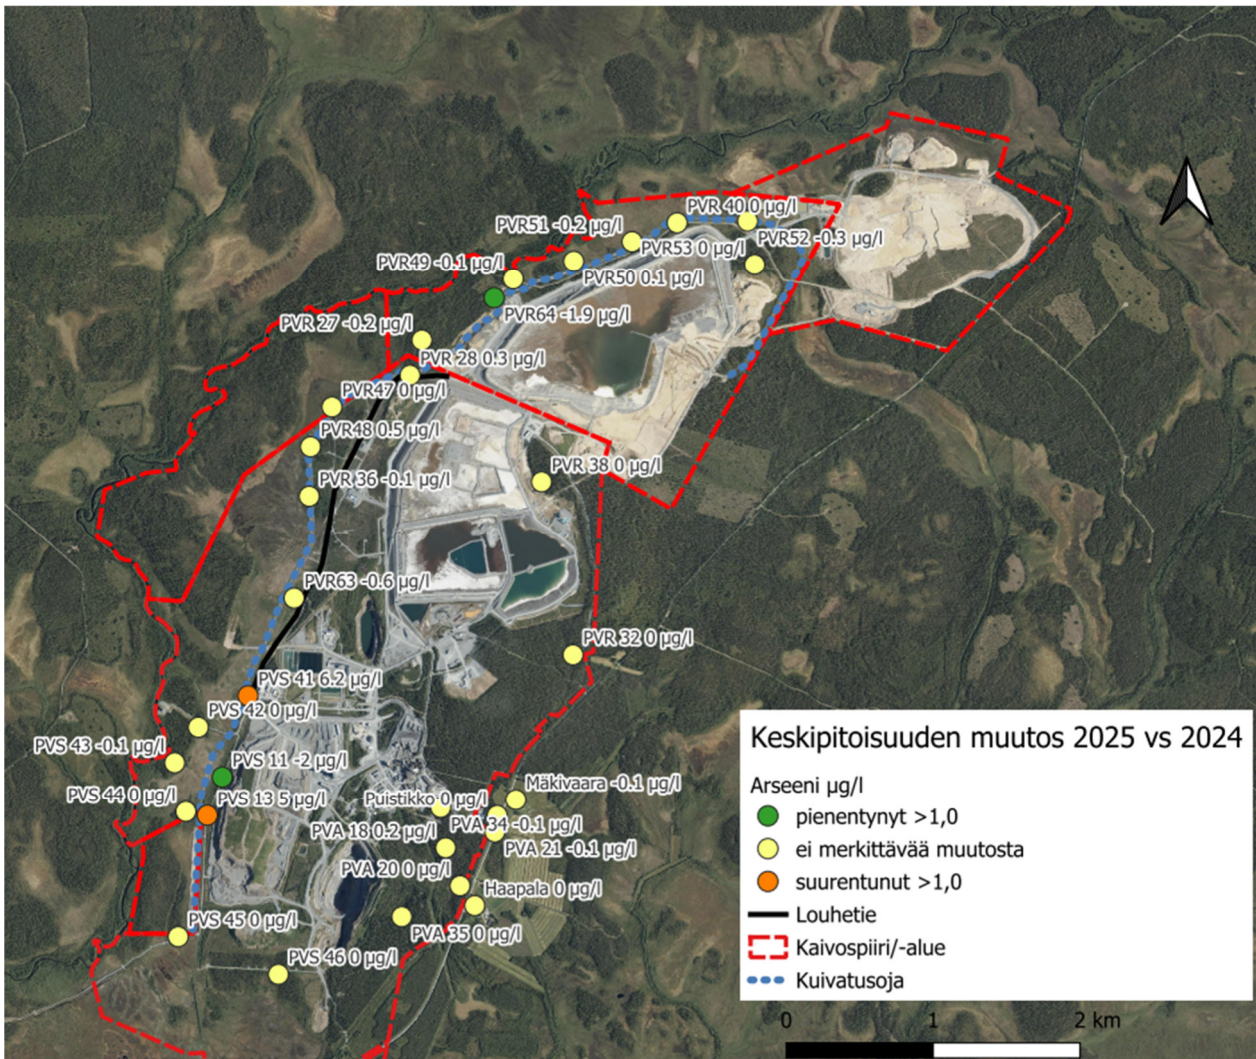 PVR 40 0 µg/l
PVR51 -0.2 µg/l
PVR52 -0.3 µg/l
PVR53 0 µg/l
PVR49 -0.1 µg/l
PVR50 0.1 µg/l
PVR64 -1.9 µg/l
PVR 27 -0.2 µg/l
PVR 28 0.3 µg/l
PVR47 0 µg/l
PVR48 0.5 µg/l
PVR 38 0 µg/l
PVR 36 -0.1 µg/l
PVR63 -0.6 µg/l
PVR 32 0 µg/l
PVS 41 6.2 µg/l
PVS 42 0 µg/l
PVS 43 -0.1 µg/l
PVS 11 -2 µg/l
PVS 44 0 µg/l
PVS 13 5 µg/l
Mäkivaara -0.1 µg/l
Puistikko 0 µg/l
PVA 34 -0.1 µg/l
PVA 18 0.2 µg/l
PVA 21 -0.1 µg/l
PVA 20 0 µg/l
Haapala 0 µg/l
PVS 45 0 µg/l
PVA 35 0 µg/l
PVS 46 0 µg/l
Keskipitoisuuden muutos 2025 vs 2024
Arseeni µg/l
pienentynyt >1,0
ei merkittävää muutosta
suurentunut >1,0
Louhetie
Kaivospiiri/-alue
Kuivatusoja
0 1 2 km